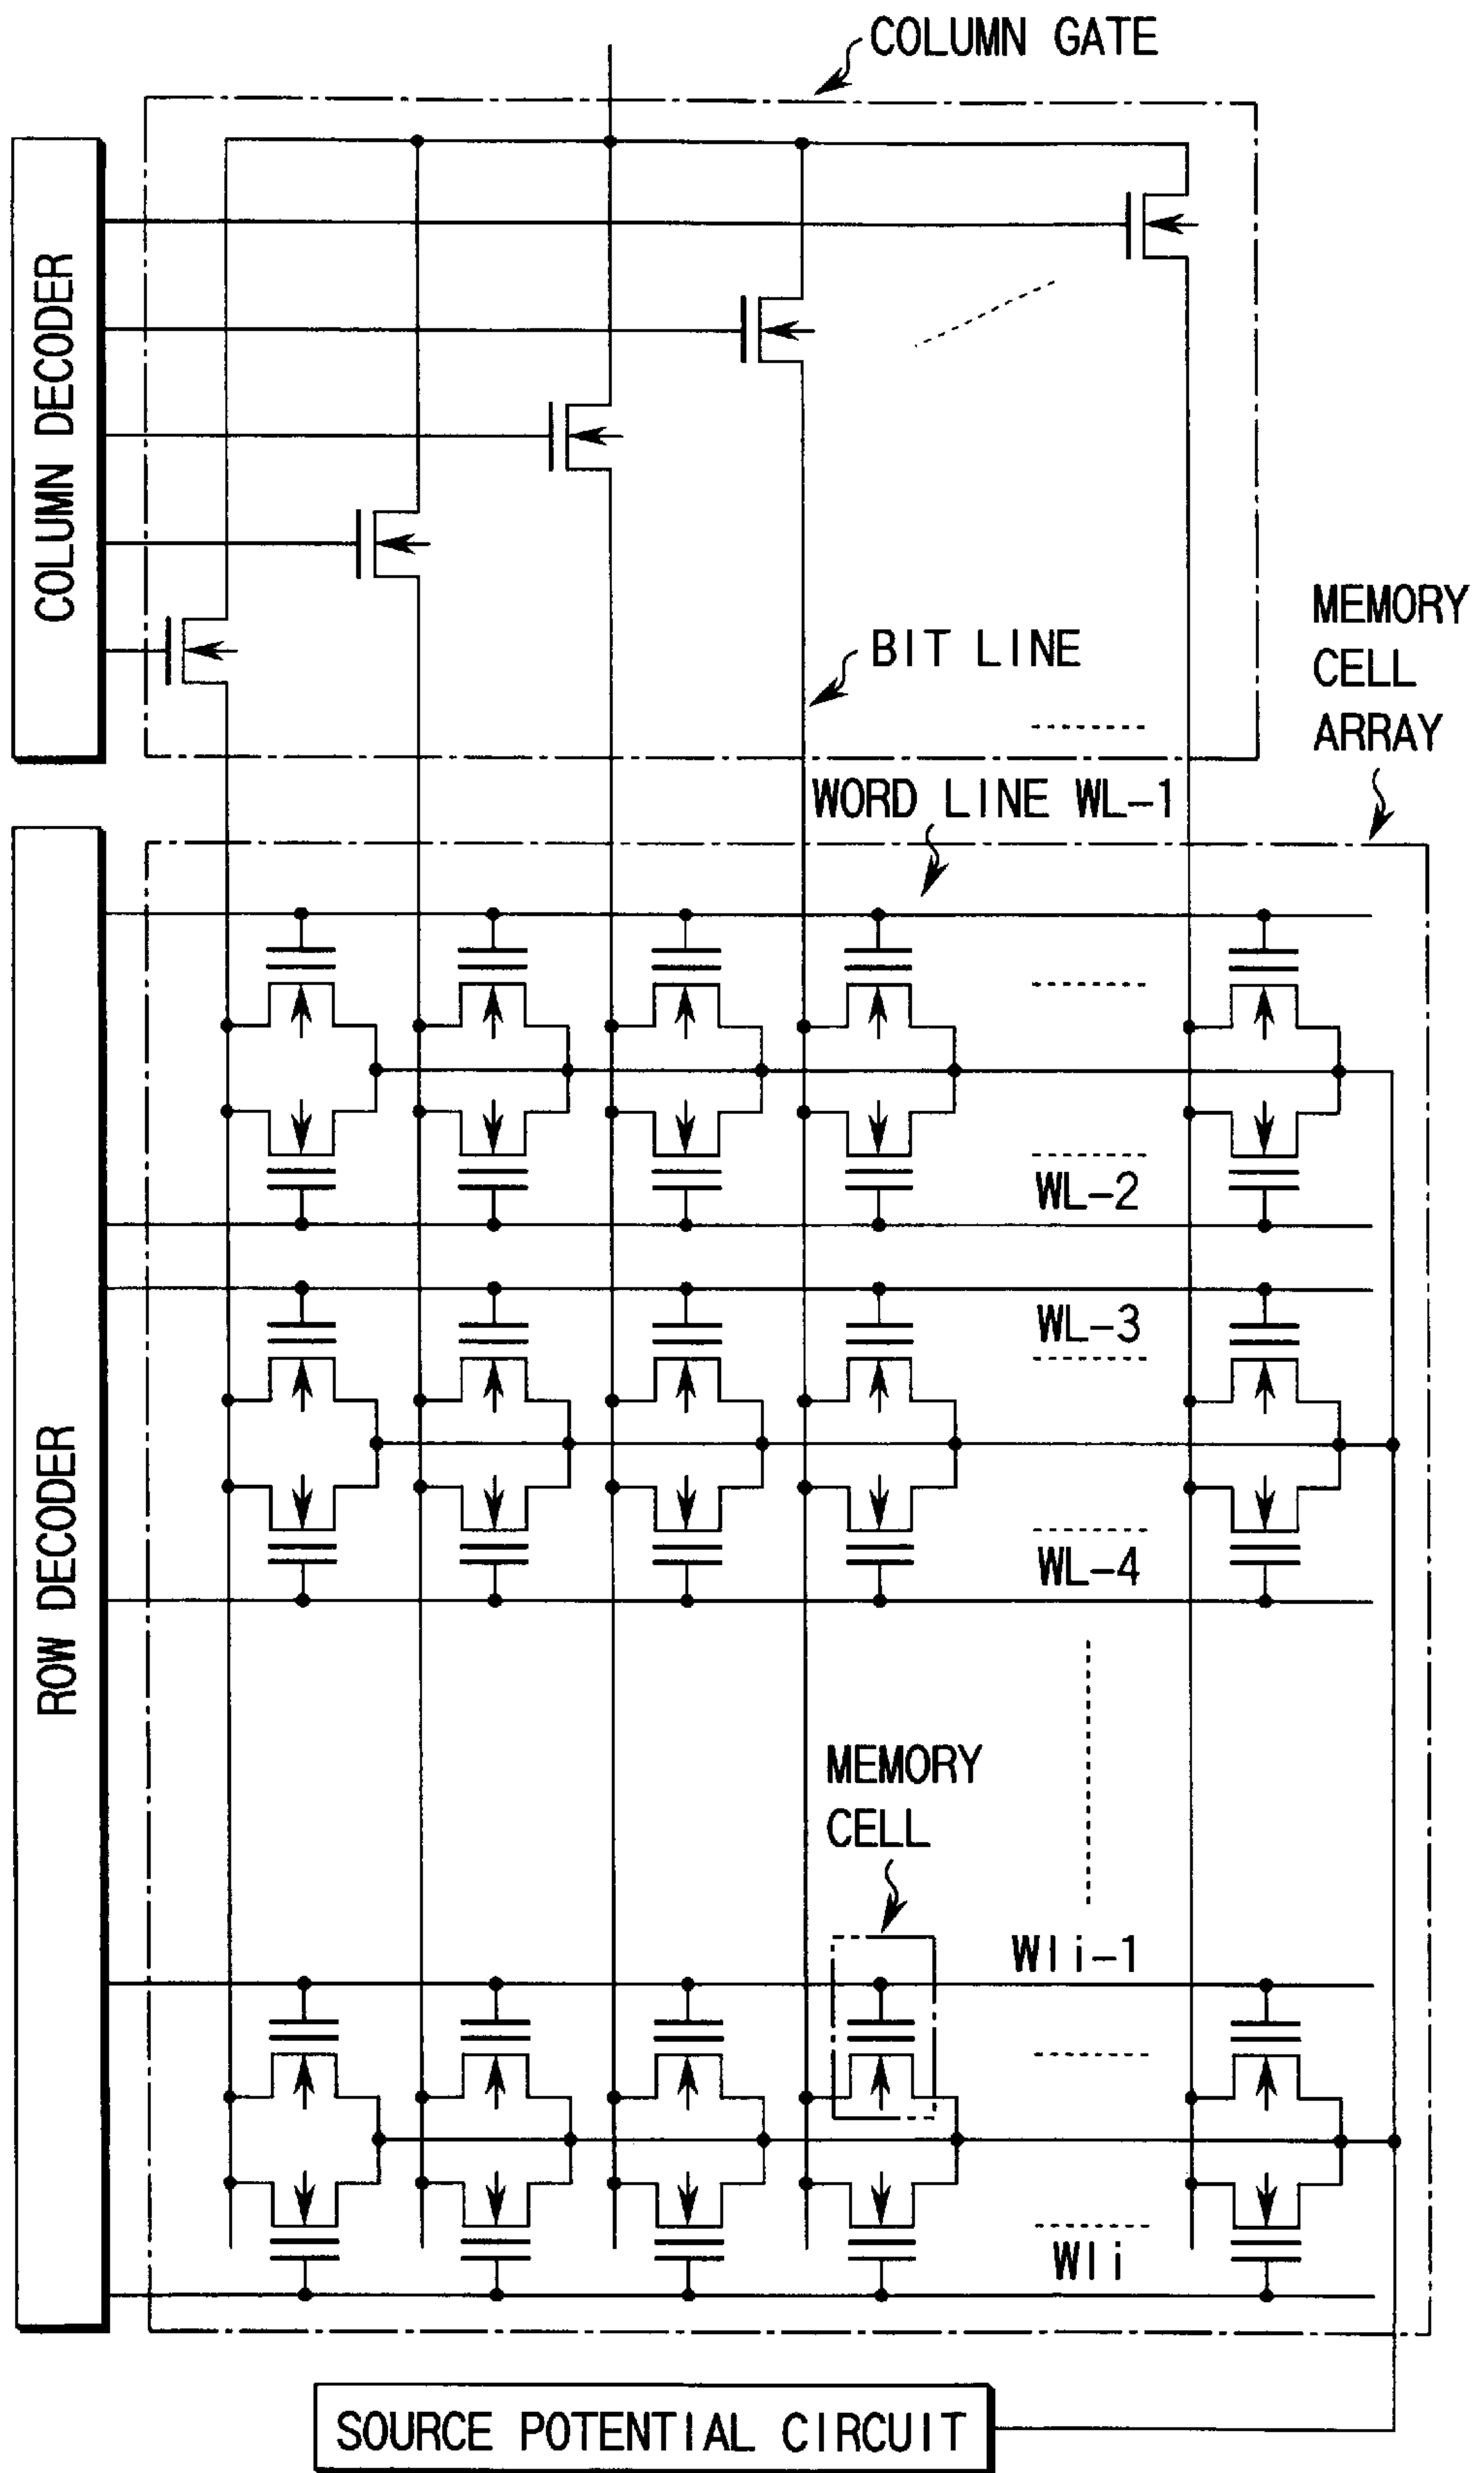 COLUMN GATE
COLUMN DECODER
MEMORY
CELL
ARRAY
BIT LINE
WORD LINE WL-1
WL-2
WL-3
ROW DECODER
WL-4
MEMORY
CELL
Wli-1
Wli
SOURCE POTENTIAL CIRCUIT